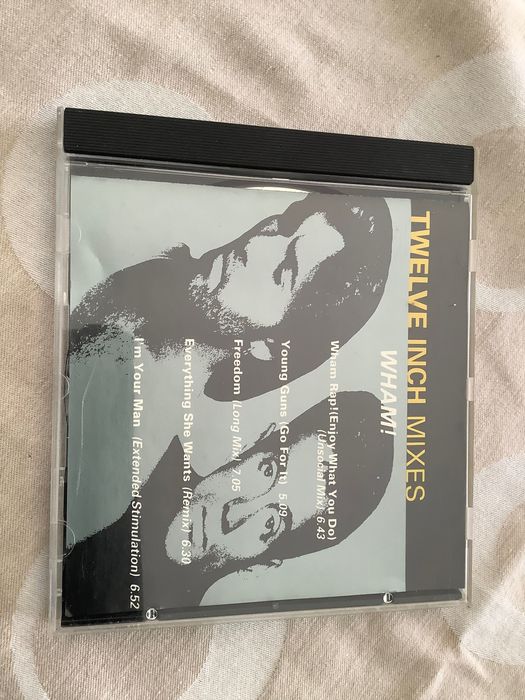 TWELVE INCH MIXES
WHAM!
Wham Rap!(Enjoy What You Do)
(Unsocial Mix) 6.43
Young Guns (Go For It) 5.09
Freedom (Long Mix) 7.05
Everything She Wants (Remix) 6.30
I'm Your Man (Extended Stimulation) 6.52